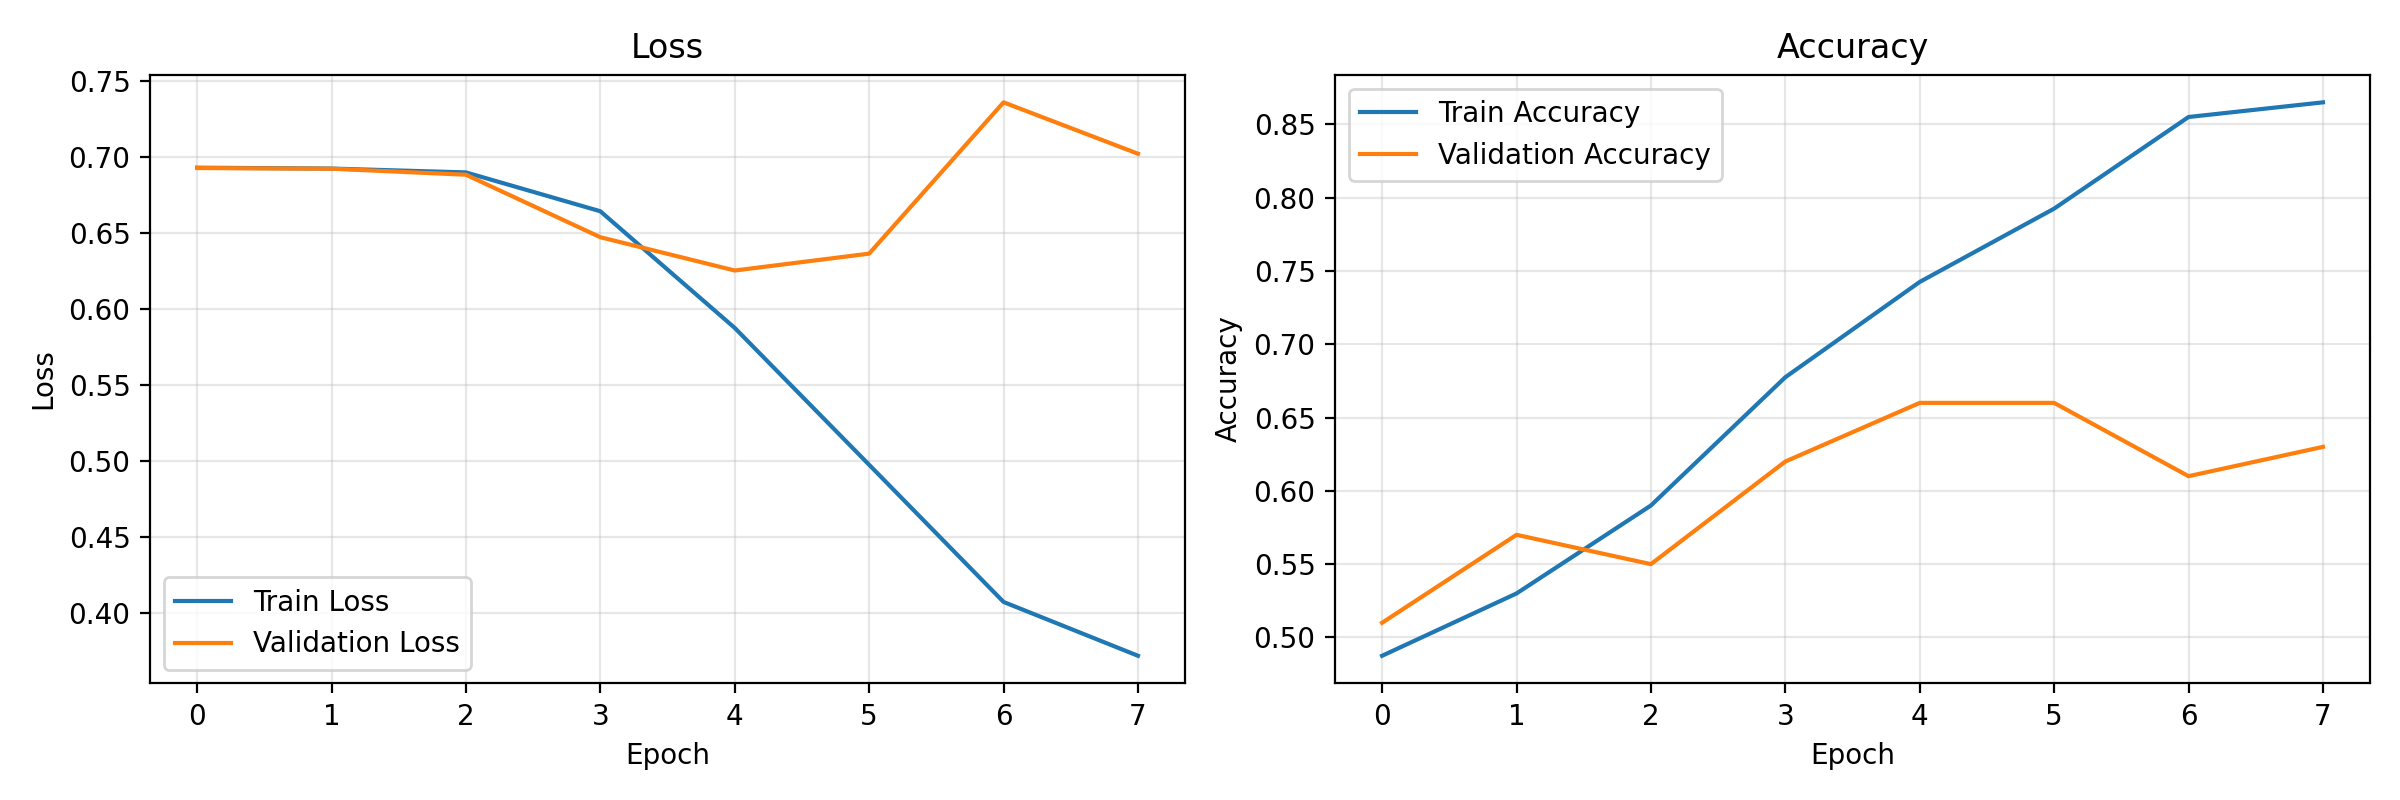 Loss
0.75
0.70
0.65
0.60
0.55
0.50
0.45
0.40
Loss
Train Loss
Validation Loss
0 1 2 3 4 5 6 7
Epoch
Accuracy
Train Accuracy
Validation Accuracy
0.85
0.80
0.75
0.70
0.65
0.60
0.55
0.50
Accuracy
0 1 2 3 4 5 6 7
Epoch